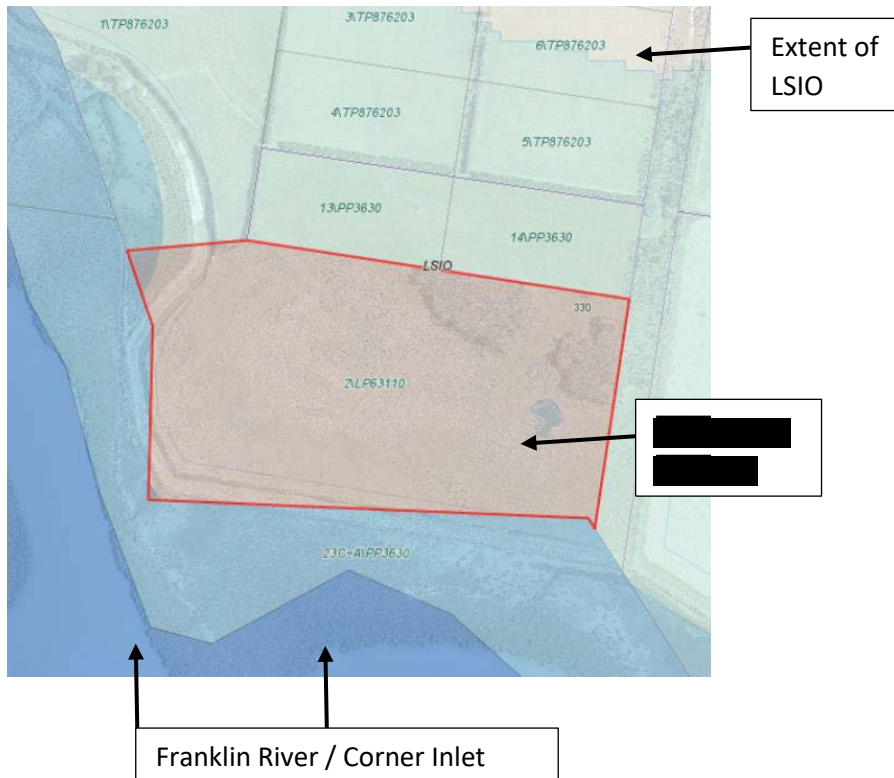 1\TP876203
3\TP876203
6\TP876203
Extent of
LSIO
4\TP876203
5\TP876203
13\PP3630
14\PP3630
LSIO
330
2\LP63110
23C~A\PP3630
Franklin River / Corner Inlet